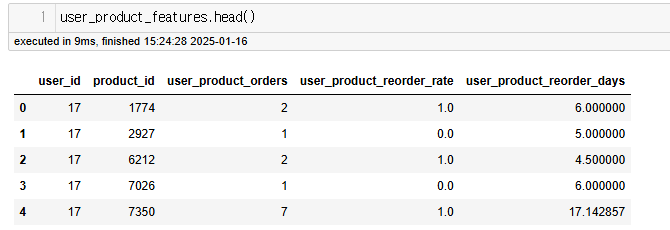 1 user_product_features.head()
executed in 9ms, finished 15:24:28 2025-01-16
user_id product_id user_product_orders user_product_reorder_rate user_product_reorder_days
0 17 1774 2 1.0 6.000000
1 17 2927 1 0.0 5.000000
2 17 6212 2 1.0 4.500000
3 17 7026 1 0.0 6.000000
4 17 7350 7 1.0 17.142857